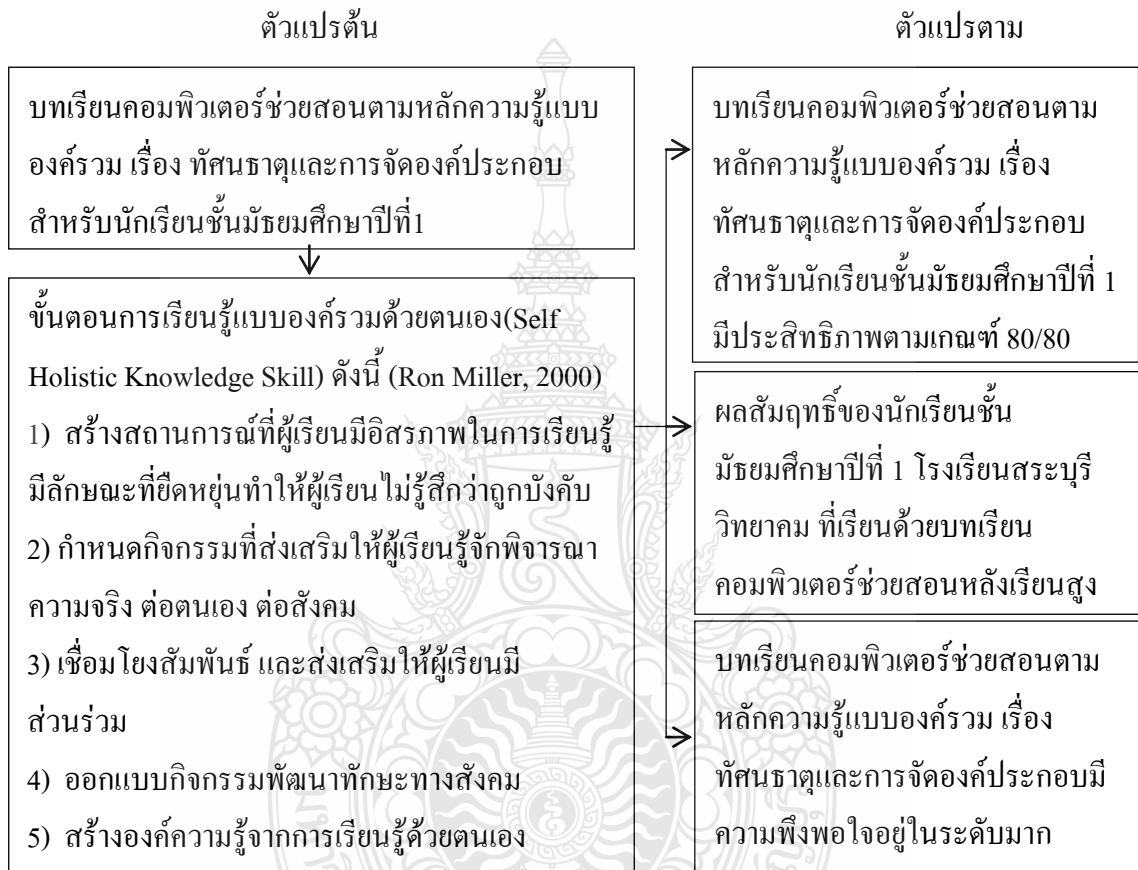 ตัวแปรต้น
บทเรียนคอมพิวเตอร์ช่วยสอนตามหลักความรู้แบบ
องค์รวม เรื่อง ทัศนธาตุและการจัดองค์ประกอบ
สำหรับนักเรียนชั้นมัธยมศึกษาปีที่1
ขั้นตอนการเรียนรู้แบบองค์รวมด้วยตนเอง(Self
Holistic Knowledge Skill) ดังนี้ (Ron Miller, 2000)
1) สร้างสถานการณ์ที่ผู้เรียนมีอิสรภาพในการเรียนรู้
มีลักษณะที่ยืดหยุ่นทำให้ผู้เรียนไม่รู้สึกว่าถูกบังคับ
2) กำหนดกิจกรรมที่ส่งเสริมให้ผู้เรียนรู้จักพิจารณา
ความจริง ต่อตนเอง ต่อสังคม
3) เชื่อมโยงสัมพันธ์ และส่งเสริมให้ผู้เรียนมี
ส่วนร่วม
4) ออกแบบกิจกรรมพัฒนาทักษะทางสังคม
5) สร้างองค์ความรู้จากการเรียนรู้ด้วยตนเอง
ตัวแปรตาม
บทเรียนคอมพิวเตอร์ช่วยสอนตาม
หลักความรู้แบบองค์รวม เรื่อง
ทัศนธาตุและการจัดองค์ประกอบ
สำหรับนักเรียนชั้นมัธยมศึกษาปีที่ 1
มีประสิทธิภาพตามเกณฑ์ 80/80
ผลสัมฤทธิ์ของนักเรียนชั้น
มัธยมศึกษาปีที่ 1 โรงเรียนสระบุรี
วิทยาคม ที่เรียนด้วยบทเรียน
คอมพิวเตอร์ช่วยสอนหลังเรียนสูง
บทเรียนคอมพิวเตอร์ช่วยสอนตาม
หลักความรู้แบบองค์รวม เรื่อง
ทัศนธาตุและการจัดองค์ประกอบมี
ความพึงพอใจอยู่ในระดับมาก